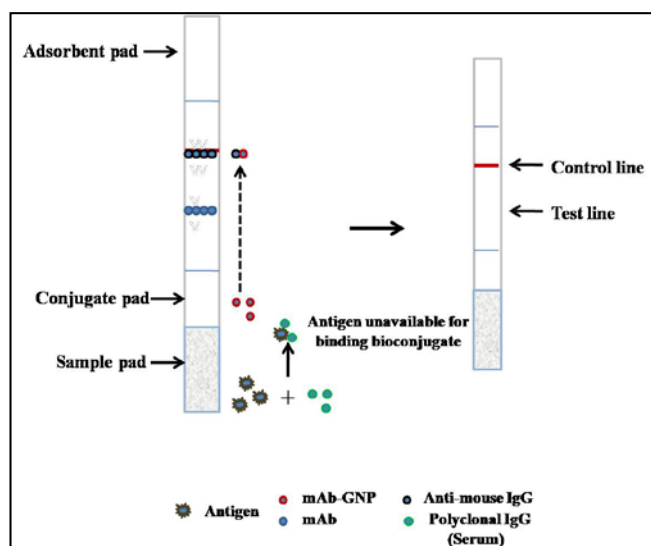 Adsorbent pad
Control line
Test line
Conjugate pad
Antigen unavailable for
binding bioconjugate
Sample pad
+
Antigen
mAb-GNP
mAb
Anti-mouse IgG
Polyclonal IgG
(Serum)